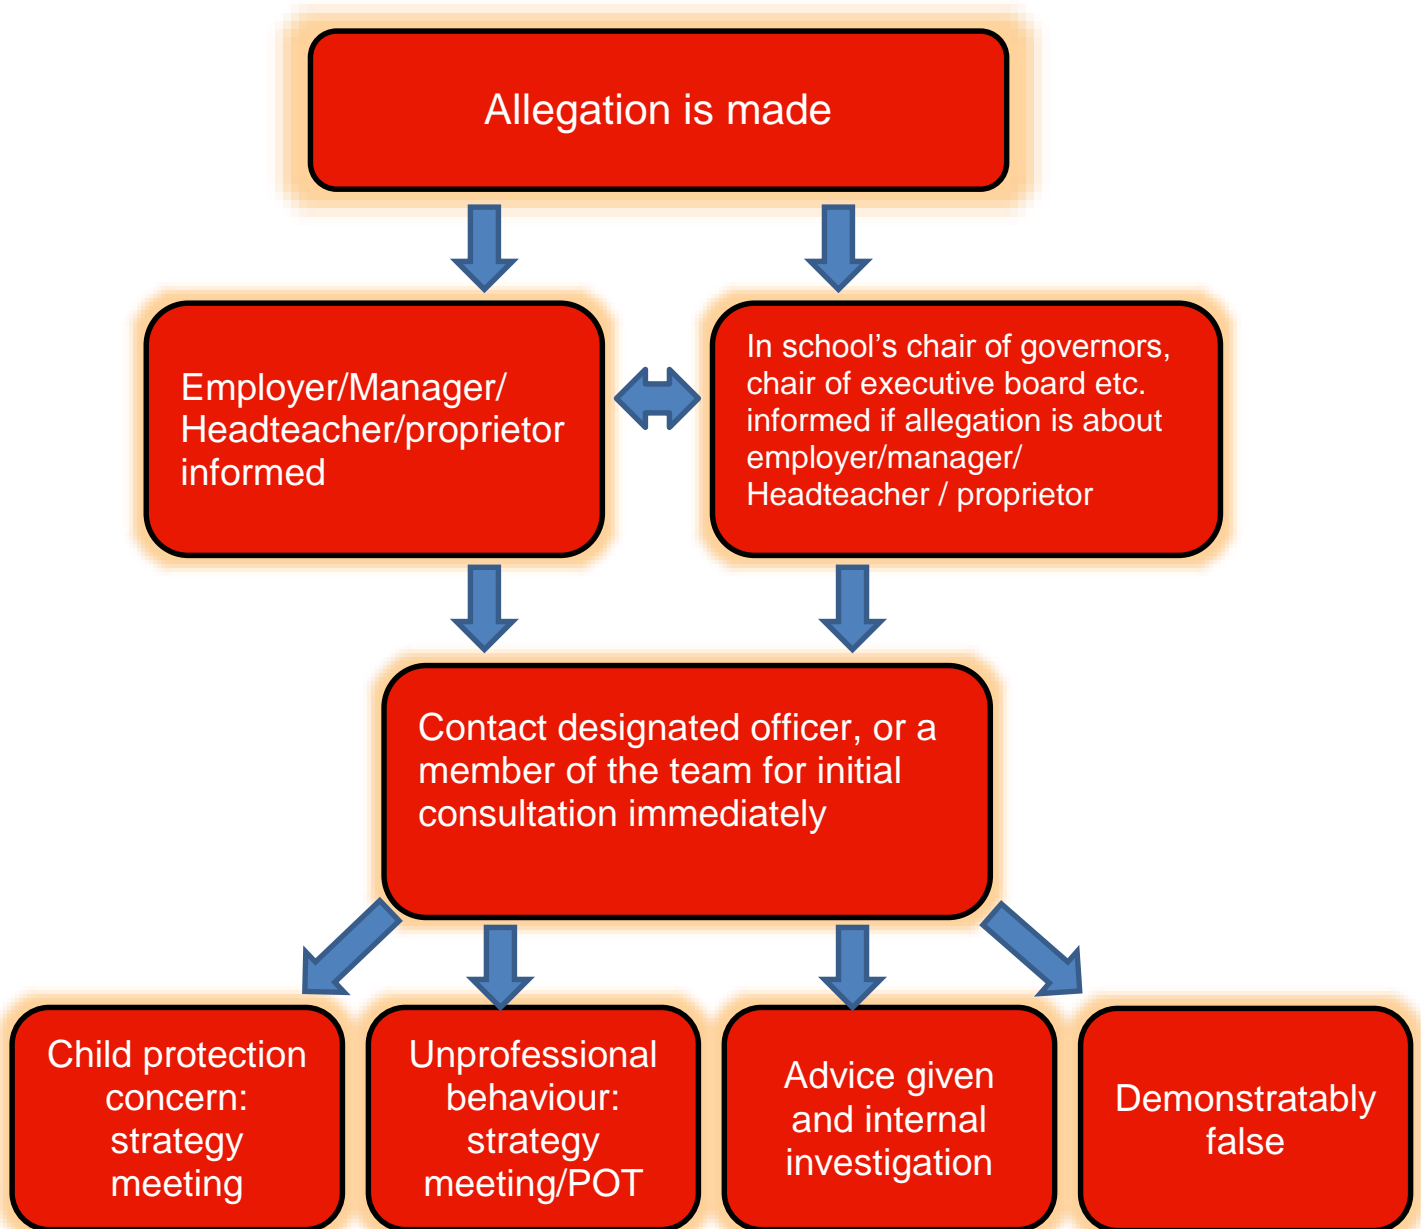 Allegation is made
Employer/Manager/
Headteacher/proprietor
informed
In school’s chair of governors,
chair of executive board etc.
informed if allegation is about
employer/manager/
Headteacher / proprietor
Contact designated officer, or a
member of the team for initial
consultation immediately
Child protection
concern:
strategy
meeting
Unprofessional
behaviour:
strategy
meeting/POT
Advice given
and internal
investigation
Demonstratably
false